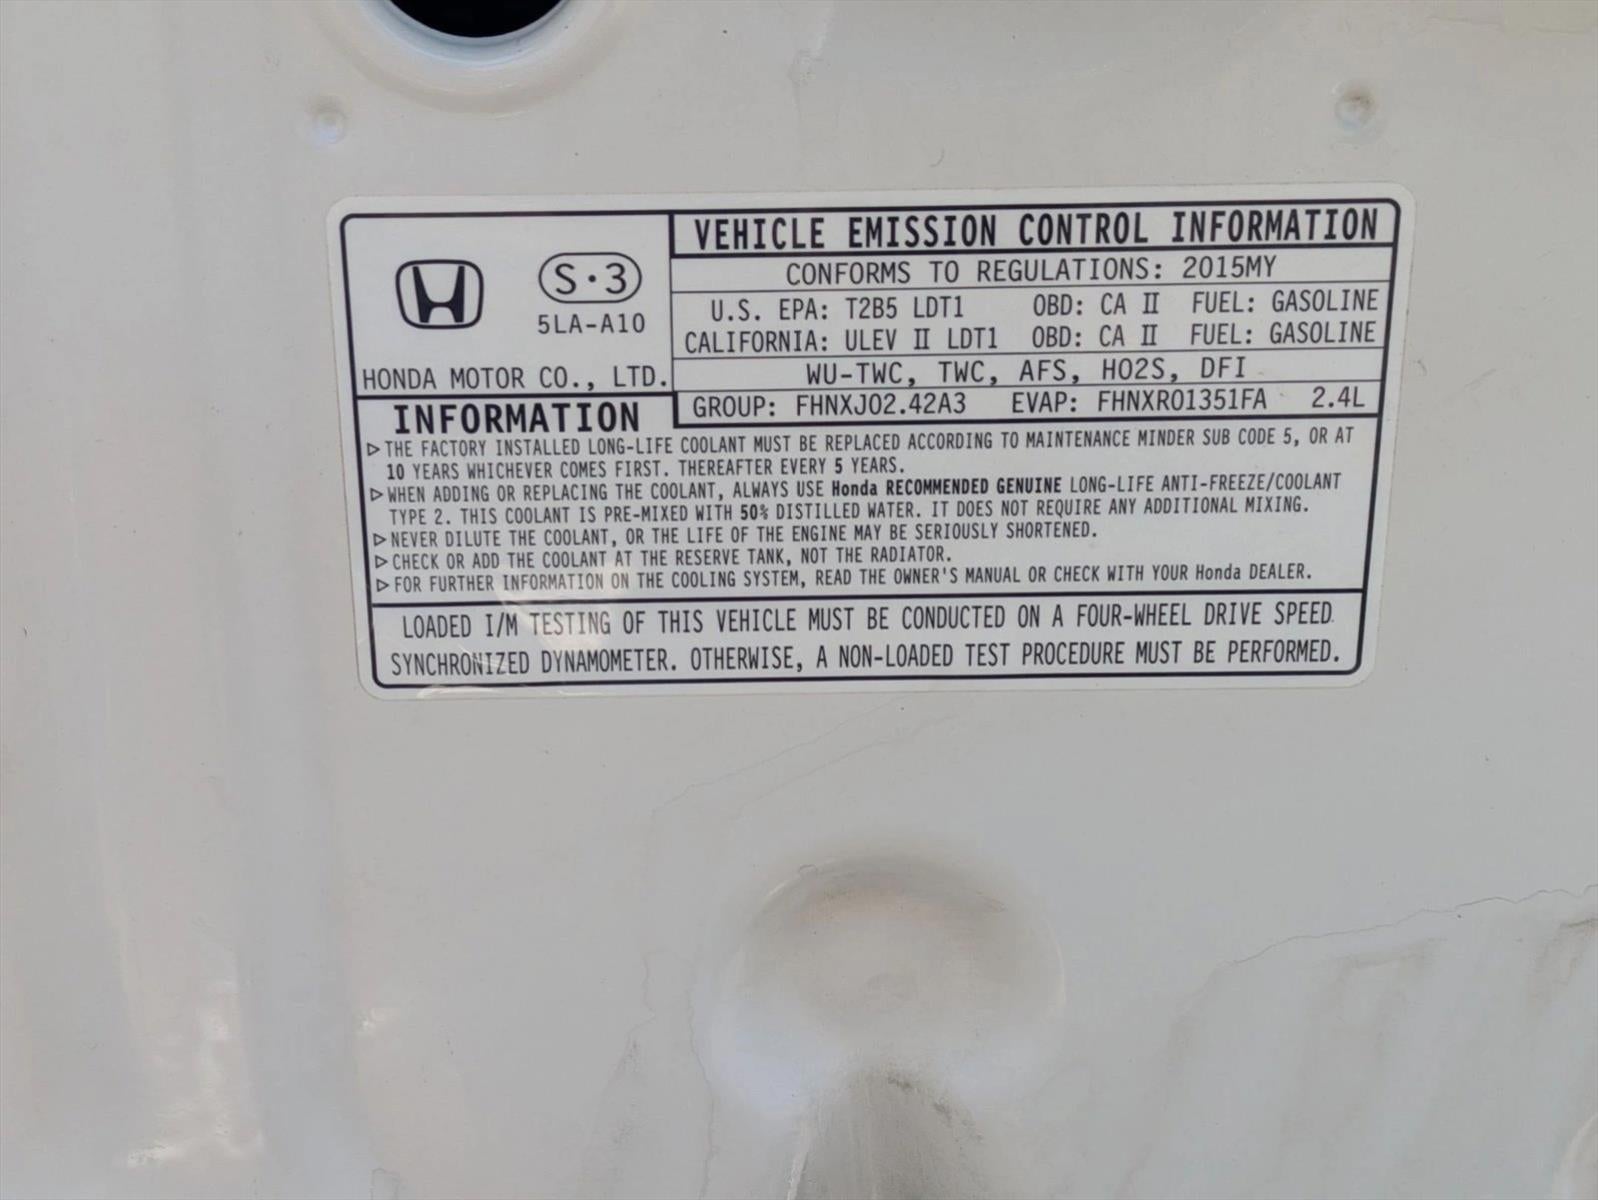 VEHICLE EMISSION CONTROL INFORMATION
CONFORMS TO REGULATIONS: 2015MY
S·3
5LA-A10
U.S. EPA: T2B5 LDT1 OBD: CA II FUEL: GASOLINE
CALIFORNIA: ULEV II LDT1 OBD: CA II FUEL: GASOLINE
HONDA MOTOR CO., LTD.
WU-TWC, TWC, AFS, HO2S, DFI
GROUP: FHNXJ02.42A3 EVAP: FHNXR01351FA 2.4L
INFORMATION
▷THE FACTORY INSTALLED LONG-LIFE COOLANT MUST BE REPLACED ACCORDING TO MAINTENANCE MINDER SUB CODE 5, OR AT
10 YEARS WHICHEVER COMES FIRST. THEREAFTER EVERY 5 YEARS.
▷WHEN ADDING OR REPLACING THE COOLANT, ALWAYS USE Honda RECOMMENDED GENUINE LONG-LIFE ANTI-FREEZE/COOLANT
TYPE 2. THIS COOLANT IS PRE-MIXED WITH 50% DISTILLED WATER. IT DOES NOT REQUIRE ANY ADDITIONAL MIXING.
▷NEVER DILUTE THE COOLANT, OR THE LIFE OF THE ENGINE MAY BE SERIOUSLY SHORTENED.
▷CHECK OR ADD THE COOLANT AT THE RESERVE TANK, NOT THE RADIATOR.
▷FOR FURTHER INFORMATION ON THE COOLING SYSTEM, READ THE OWNER'S MANUAL OR CHECK WITH YOUR Honda DEALER.
LOADED I/M TESTING OF THIS VEHICLE MUST BE CONDUCTED ON A FOUR-WHEEL DRIVE SPEED
SYNCHRONIZED DYNAMOMETER. OTHERWISE, A NON-LOADED TEST PROCEDURE MUST BE PERFORMED.